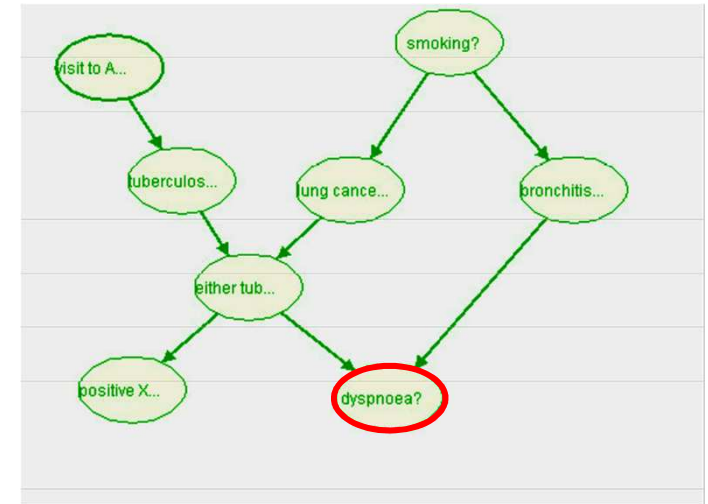 smoking?
visit to A...
tuberculos...
lung cance...
bronchitis...
either tub...
positive X...
dyspnoea?